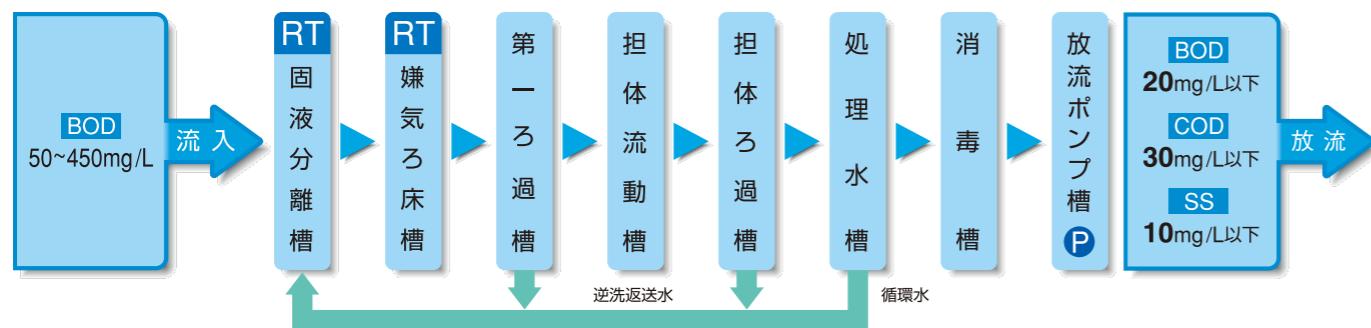 BOD
50~450mg/L
流入
RT
固液分離槽
RT
嫌気ろ床槽
第一ろ過槽
担体流動槽
担体ろ過槽
処理水槽
消毒槽
放流ポンプ槽
P
BOD
20mg/L以下
COD
30mg/L以下
SS
10mg/L以下
放流
逆洗返送水
循環水